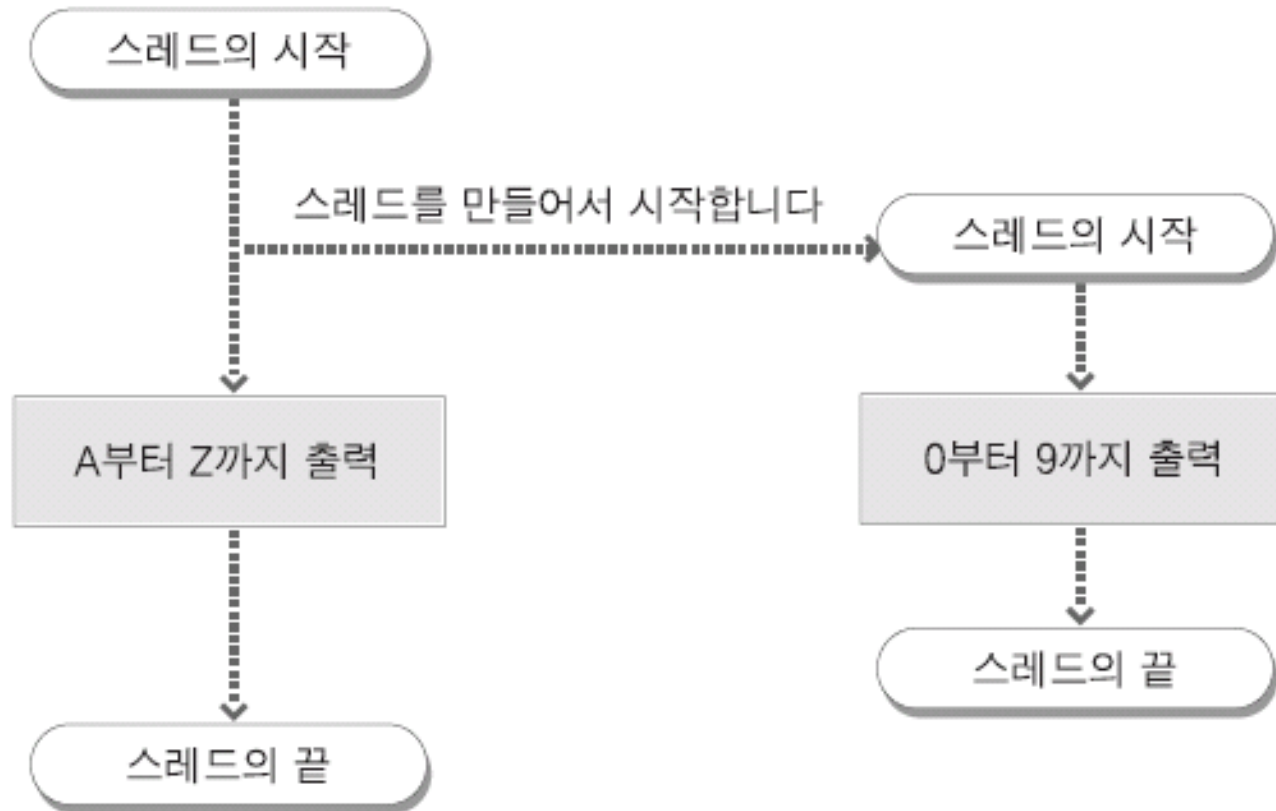 스레드의 시작
스레드를 만들어서 시작합니다
스레드의 시작
A부터 Z까지 출력
0부터 9까지 출력
스레드의 끝
스레드의 끝